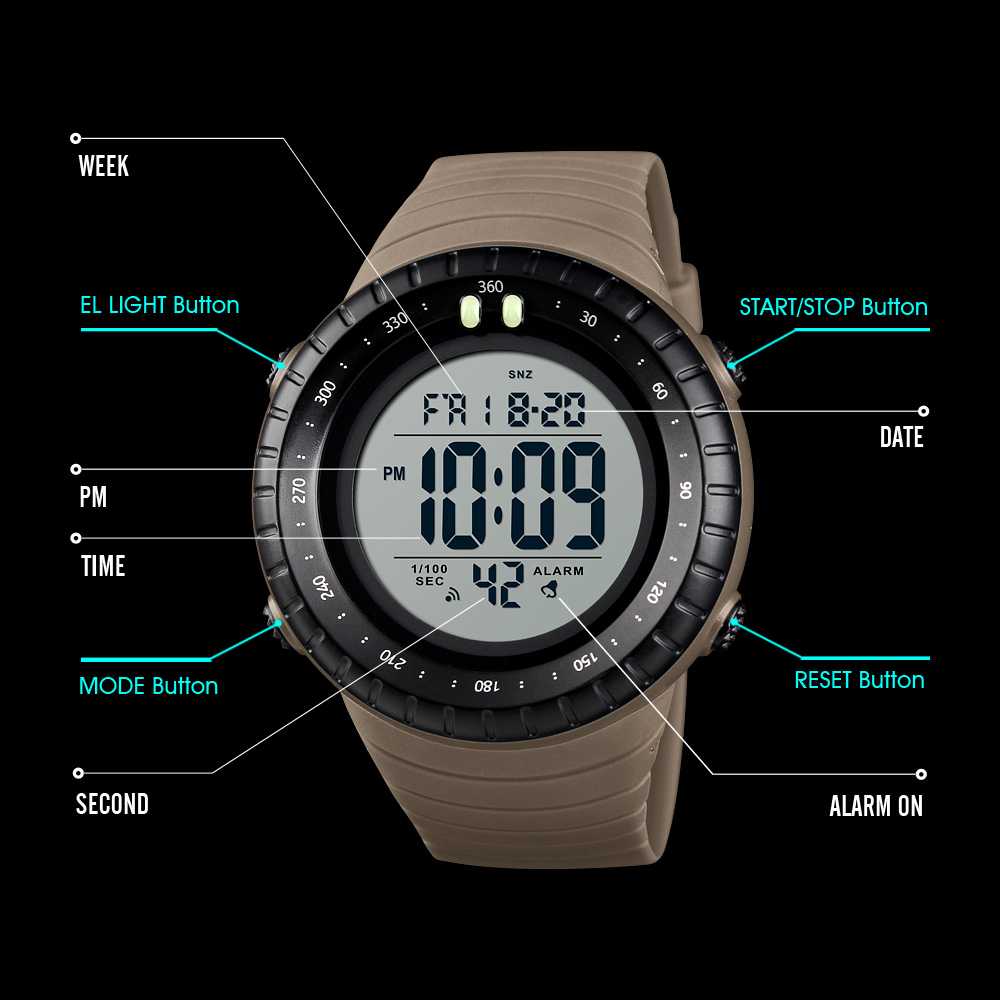 WEEK
EL LIGHT Button
START/STOP Button
360
330
30
300
60
SNZ
FRI 8-20
DATE
PM
10:09
PM
270
90
TIME
1/100
SEC
42
ALARM
240
120
MODE Button
210
180
150
RESET Button
SECOND
ALARM ON